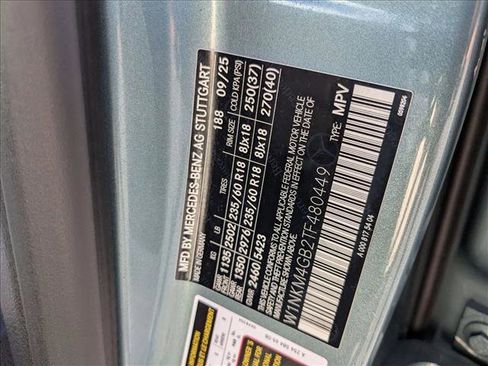 MFD BY MERCEDES-BENZ AG STUTTGART
MADE IN GERMANY 188 09/25
KG LB TIRES RIM SIZE COLD KPA(PSI)
1135 2502 235/60 R18 8Jx18 250(37)
1350 2976 235/60 R18 8Jx18 270(40)
GVWR 2460 5423
THIS VEHICLE CONFORMS TO ALL APPLICABLE FEDERAL MOTOR VEHICLE
SAFETY AND THEFT PREVENTION STANDARDS IN EFFECT ON THE DATE OF
MANUFACTURE SHOWN ABOVE.
W1NKM4GB2TF480449 TYPE: MPV
A 000 817 54 04